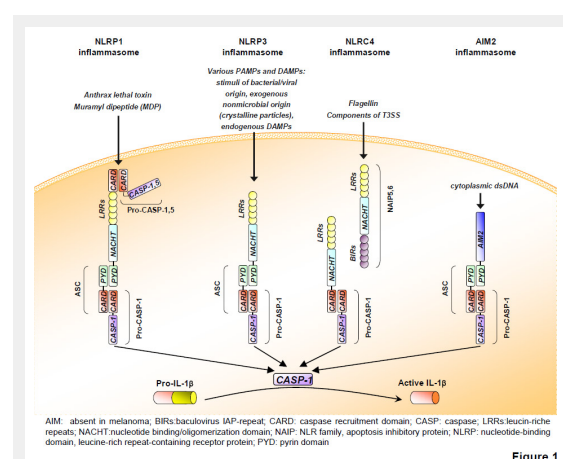 NLRP1
inflammasome
NLRP3
inflammasome
NLRC4
inflammasome
AIM2
inflammasome
Anthrax lethal toxin
Muramyl dipeptide (MDP)
Various PAMPs and DAMPs:
stimuli of bacterial/viral
origin, exogenous
nonmicrobial origin
(crystalline particles),
endogenous DAMPs
Flagellin
Components of T3SS
cytoplasmic dsDNA
CARD
CARD
CASP-1,5
Pro-CASP-1,5
LRRs
NACHT
PYD
PYD
ASC
CARD
CARD
CASP-1
Pro-CASP-1
LRRs
NACHT
PYD
PYD
ASC
CARD
CARD
CASP-1
Pro-CASP-1
LRRs
NACHT
CARD
CARD
CASP-1
Pro-CASP-1
LRRs
NACHT
BIRs
NAIP5,6
AIM2
PYD
PYD
ASC
CARD
CARD
CASP-1
Pro-CASP-1
CASP-1
Pro-IL-1β
Active IL-1β
AIM: absent in melanoma; BIRs:baculovirus IAP-repeat; CARD: caspase recruitment domain; CASP: caspase; LRRs:leucin-riche
repeats; NACHT:nucleotide binding/oligomerization domain; NAIP: NLR family, apoptosis inhibitory protein; NLRP: nucleotide-binding
domain, leucine-rich repeat-containing receptor protein; PYD: pyrin domain
Figure 1